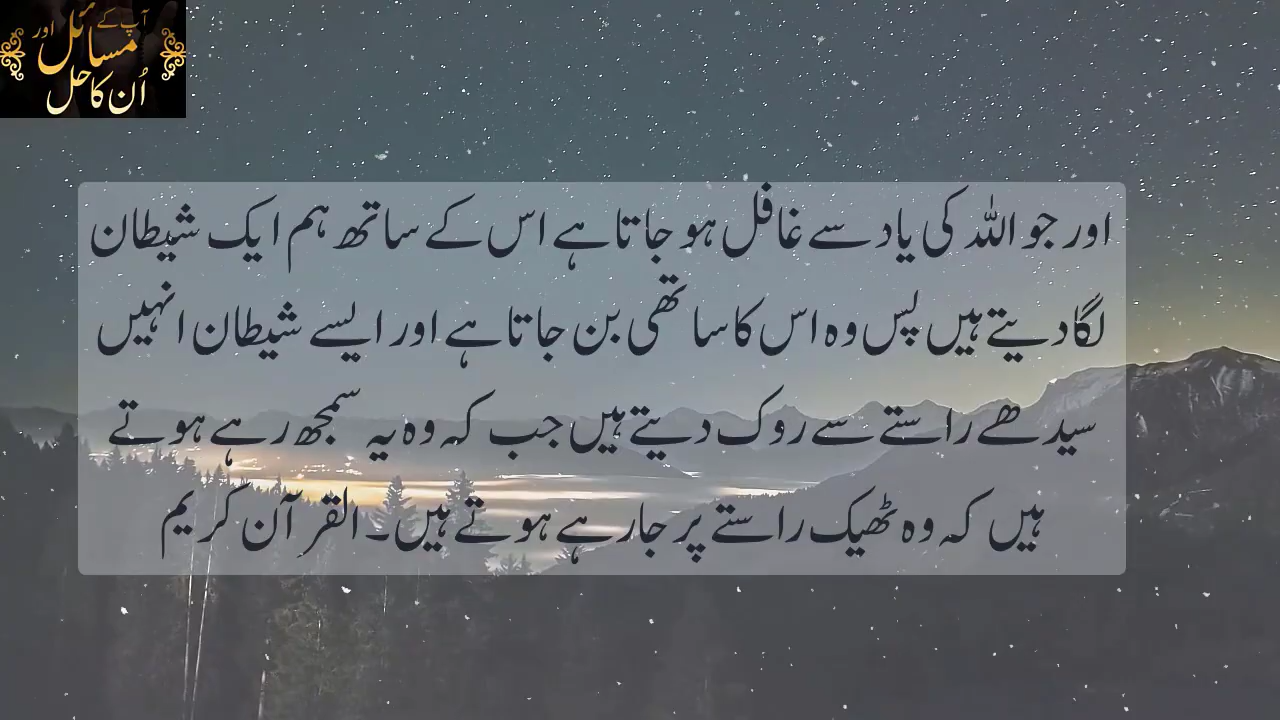 آپ کے مسائل اور
اُن کا حل
اور جو اللہ کی یاد سے غافل ہو جاتا ہے اس کے ساتھ ہم ایک شیطان
لگا دیتے ہیں پس وہ اس کا ساتھی بن جاتا ہے اور ایسے شیطان انہیں
سیدھے راستے سے روک دیتے ہیں جب کہ وہ یہ سمجھ رہے ہوتے
ہیں کہ وہ ٹھیک راستے پر جا رہے ہوتے ہیں۔ القرآن کریم